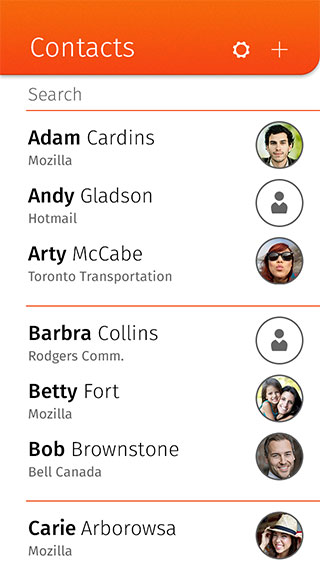 Contacts
Search
Adam Cardins
Mozilla
Andy Gladson
Hotmail
Arty McCabe
Toronto Transportation
Barbra Collins
Rodgers Comm.
Betty Fort
Mozilla
Bob Brownstone
Bell Canada
Carie Arborowsa
Mozilla